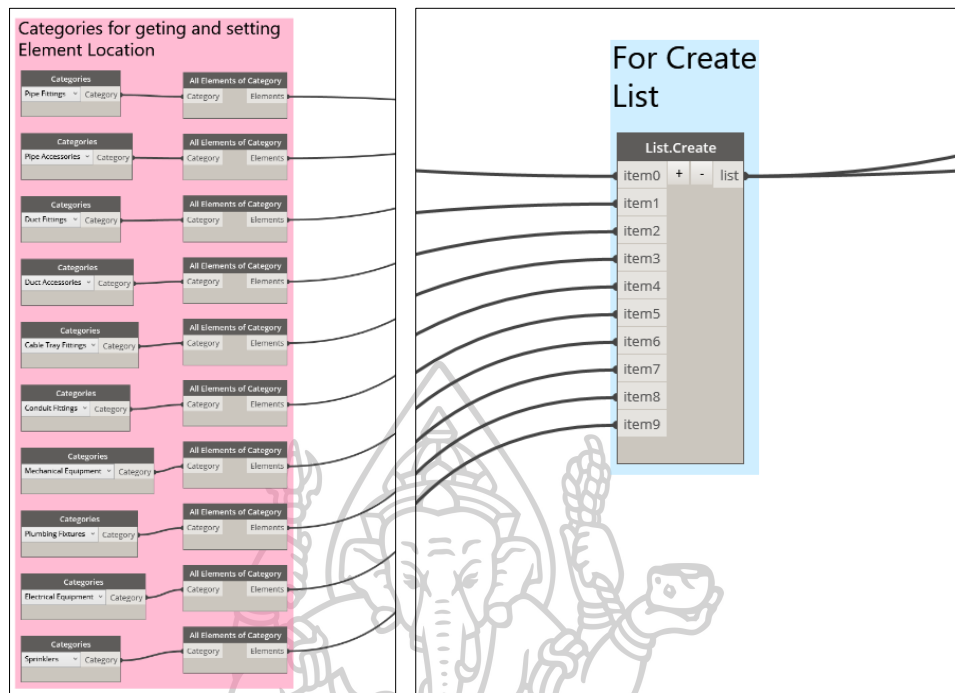 Categories for geting and setting
Element Location
Categories
Pipe Fittings Category
All Elements of Category
Category Elements
Categories
Pipe Accessories Category
All Elements of Category
Category Elements
Categories
Duct Fittings Category
All Elements of Category
Category Elements
Categories
Duct Accessories Category
All Elements of Category
Category Elements
Categories
Cable Tray Fittings Category
All Elements of Category
Category Elements
Categories
Conduit Fittings Category
All Elements of Category
Category Elements
Categories
Mechanical Equipment Category
All Elements of Category
Category Elements
Categories
Plumbing Fixtures Category
All Elements of Category
Category Elements
Categories
Electrical Equipment Category
All Elements of Category
Category Elements
Categories
Sprinklers Category
All Elements of Category
Category Elements
For Create
List
List.Create
item0 + - list
item1
item2
item3
item4
item5
item6
item7
item8
item9